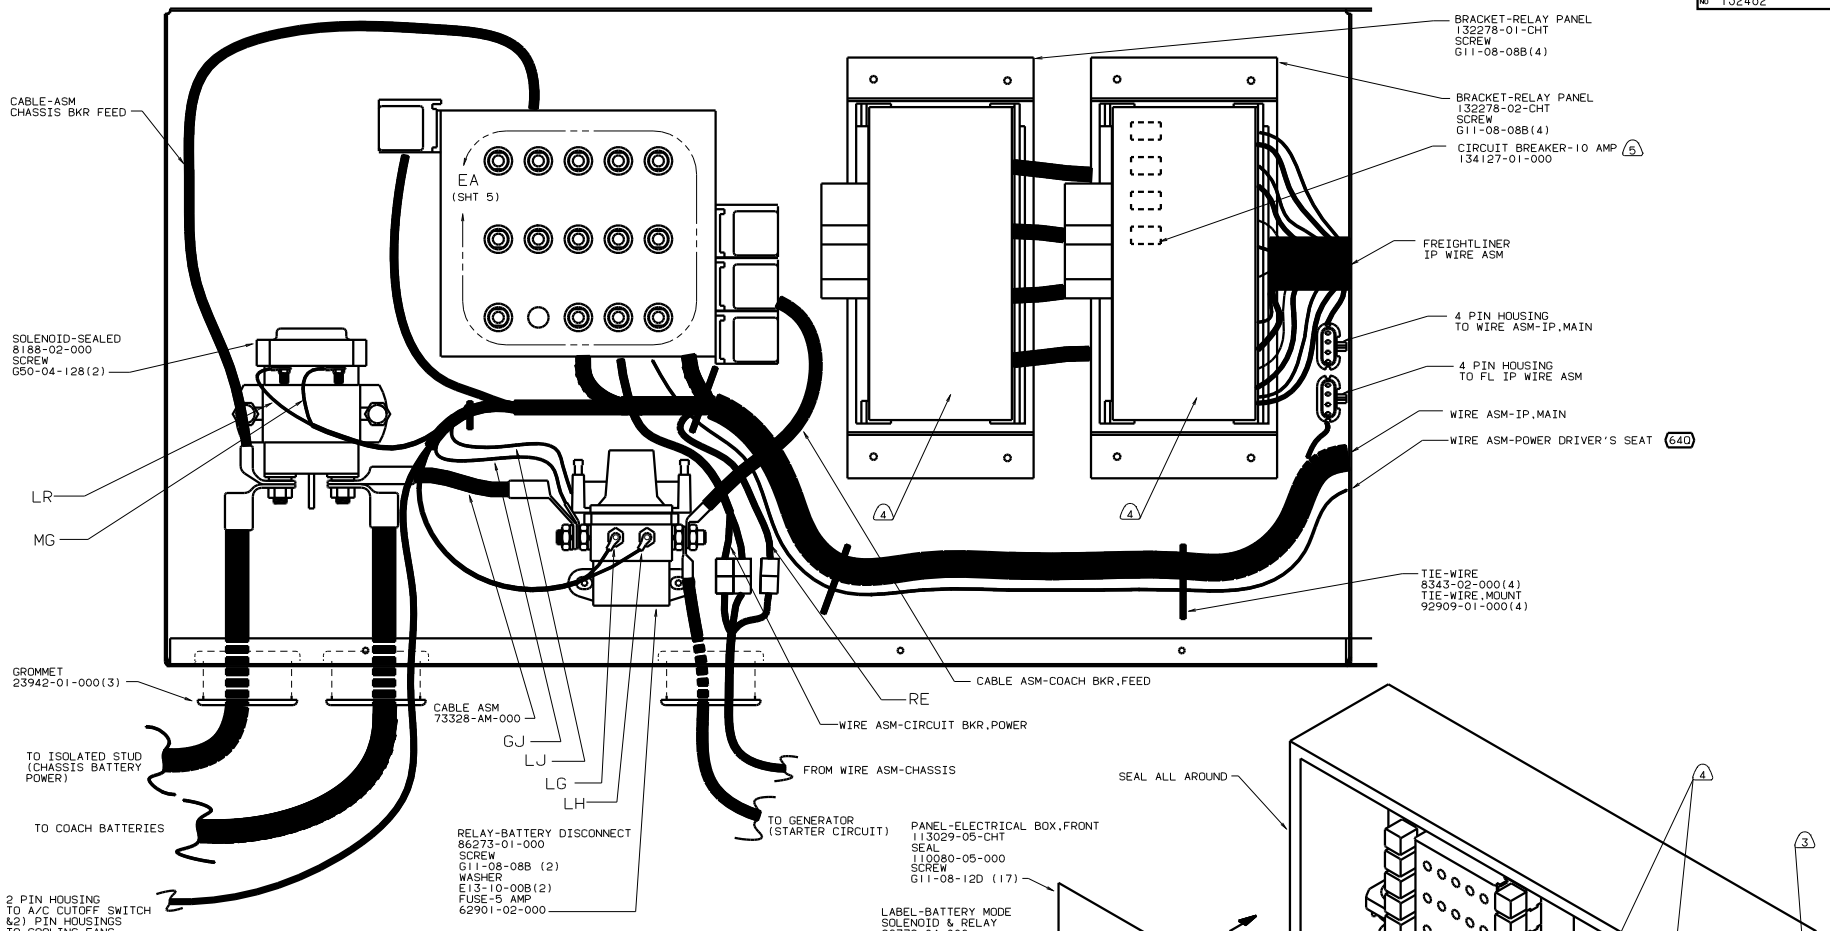 No 132402
BRACKET-RELAY PANEL
132278-01-CHT
SCREW
G11-08-08B(4)
CABLE-ASM
CHASSIS BKR FEED
BRACKET-RELAY PANEL
132278-02-CHT
SCREW
G11-08-08B(4)
CIRCUIT BREAKER-10 AMP 5
134127-01-000
EA
(SHT 5)
FREIGHTLINER
IP WIRE ASM
4 PIN HOUSING
TO WIRE ASM-IP,MAIN
SOLENOID-SEALED
8188-02-000
SCREW
G50-04-128(2)
4 PIN HOUSING
TO FL IP WIRE ASM
WIRE ASM-IP,MAIN
WIRE ASM-POWER DRIVER'S SEAT 64Q
LR
4
4
MG
TIE-WIRE
8343-02-000(4)
TIE-WIRE,MOUNT
92909-01-000(4)
GROMMET
23942-01-000(3)
CABLE ASM-COACH BKR,FEED
RE
CABLE ASM
73328-AM-000
WIRE ASM-CIRCUIT BKR,POWER
GJ
LJ
TO ISOLATED STUD
(CHASSIS BATTERY
POWER)
FROM WIRE ASM-CHASSIS
LG
LH
SEAL ALL AROUND
4
TO COACH BATTERIES
TO GENERATOR
(STARTER CIRCUIT)
RELAY-BATTERY DISCONNECT
86273-01-000
SCREW
G11-08-08B (2)
WASHER
E13-10-00B(2)
FUSE-5 AMP
62901-02-000
PANEL-ELECTRICAL BOX,FRONT
113029-05-CHT
SEAL
110080-05-000
SCREW
G11-08-12D (17)
3
2 PIN HOUSING
TO A/C CUTOFF SWITCH
&2) PIN HOUSINGS
TO COOLING FANS
LABEL-BATTERY MODE
SOLENOID & RELAY